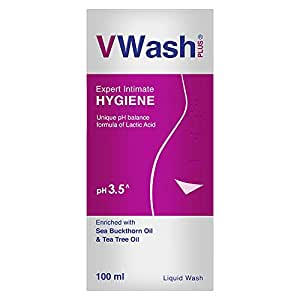 VWash PLUS®
Expert Intimate
HYGIENE
Unique pH balance
formula of Lactic Acid
pH 3.5^
Enriched with
Sea Buckthorn Oil
& Tea Tree Oil
100 ml Liquid Wash